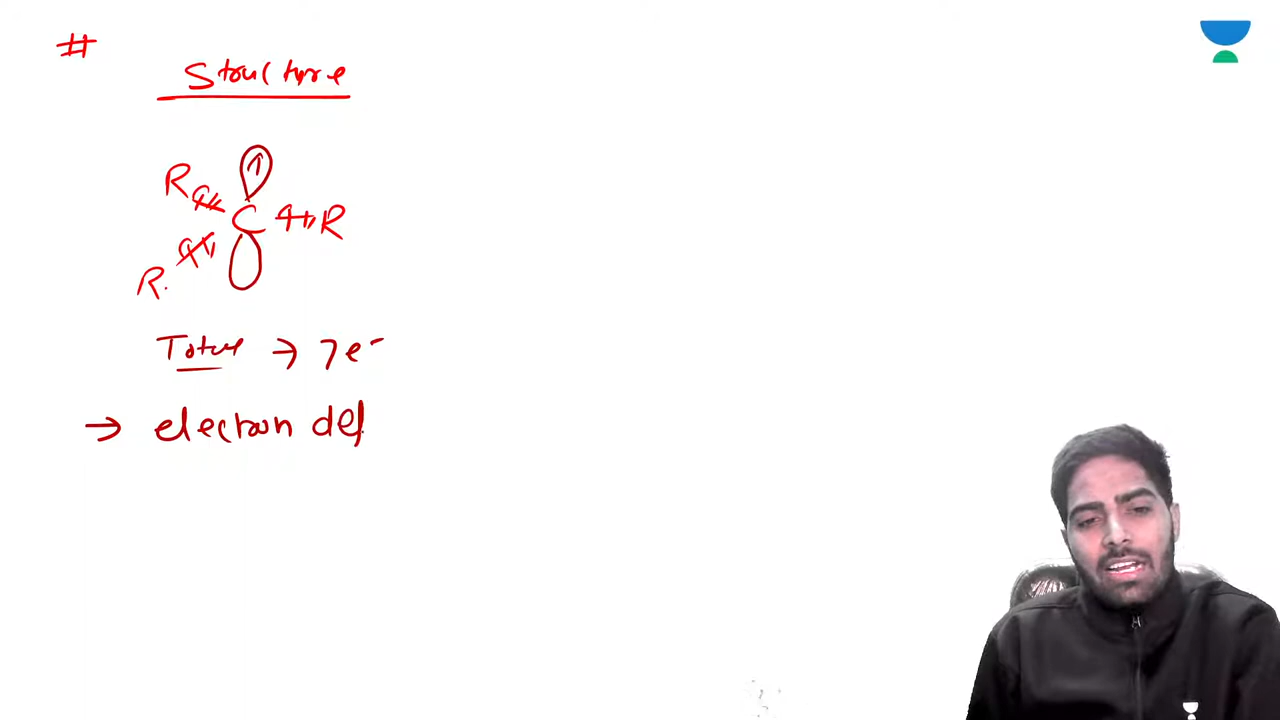 #
Structure
R
C
R
R
Total → 7e⁻
→ electron def